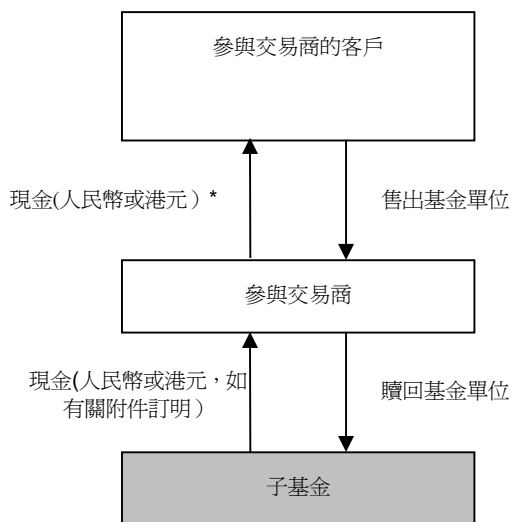 參與交易商的客戶
現金(人民幣或港元）*
售出基金單位
參與交易商
現金(人民幣或港元，如
有關附件訂明）
贖回基金單位
子基金